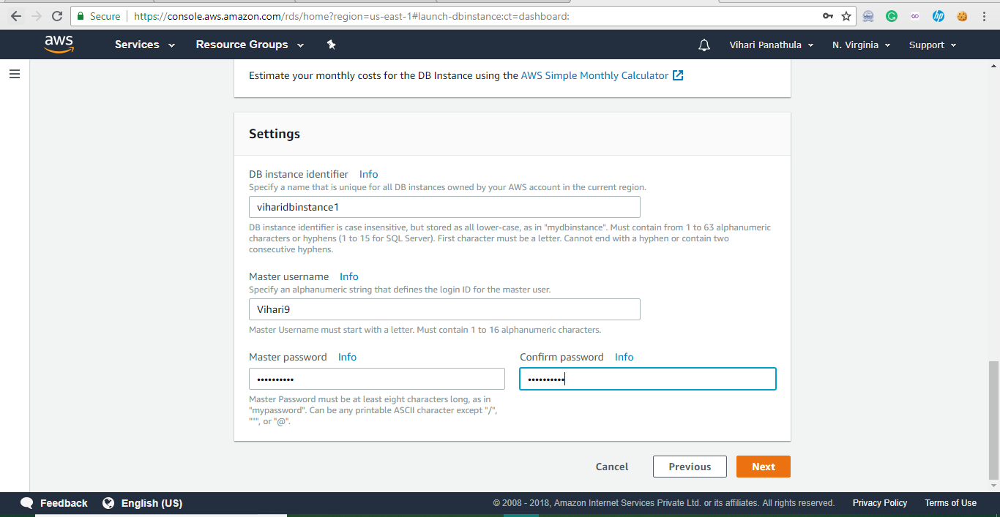 Secure https://console.aws.amazon.com/rds/home?region=us-east-1#launch-dbinstance:ct=dashboard:
aws Services Resource Groups Vihari Panathula N. Virginia Support
Estimate your monthly costs for the DB Instance using the AWS Simple Monthly Calculator
Settings
DB instance identifier Info
Specify a name that is unique for all DB instances owned by your AWS account in the current region.
viharidbinstance1
DB instance identifier is case insensitive, but stored as all lower-case, as in "mydbinstance". Must contain from 1 to 63 alphanumeric
characters or hyphens (1 to 15 for SQL Server). First character must be a letter. Cannot end with a hyphen or contain two
consecutive hyphens.
Master username Info
Specify an alphanumeric string that defines the login ID for the master user.
Vihari9
Master Username must start with a letter. Must contain 1 to 16 alphanumeric characters.
Master password Info Confirm password Info
•••••••••• ••••••••••
Master Password must be at least eight characters long, as in
"mypassword". Can be any printable ASCII character except "/",
""", or "@".
Cancel Previous Next
Feedback English (US) © 2008 - 2018, Amazon Internet Services Private Ltd. or its affiliates. All rights reserved. Privacy Policy Terms of Use